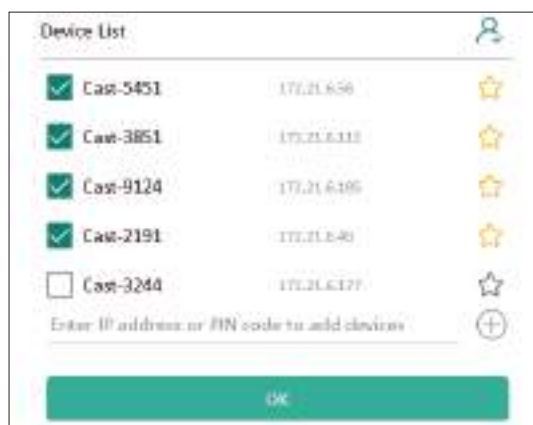 Device List
Cast-5451
Cast-3851
Cast-9124
Cast-2191
Cast-3244
Enter IP address or PIN code to add devices
OK